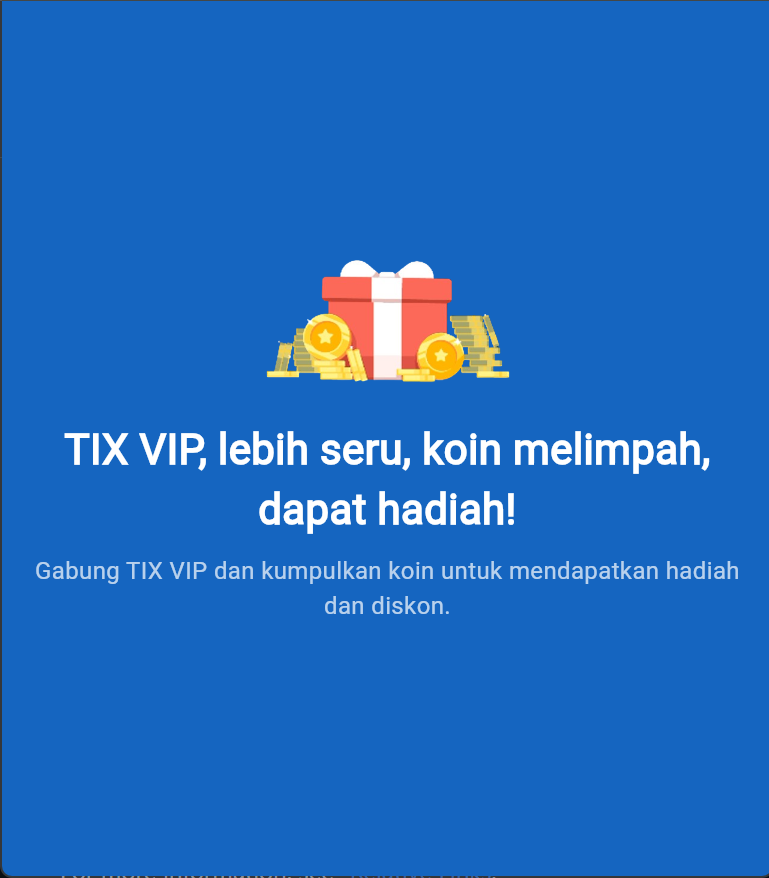 TIX VIP, lebih seru, koin melimpah,
dapat hadiah!
Gabung TIX VIP dan kumpulkan koin untuk mendapatkan hadiah
dan diskon.